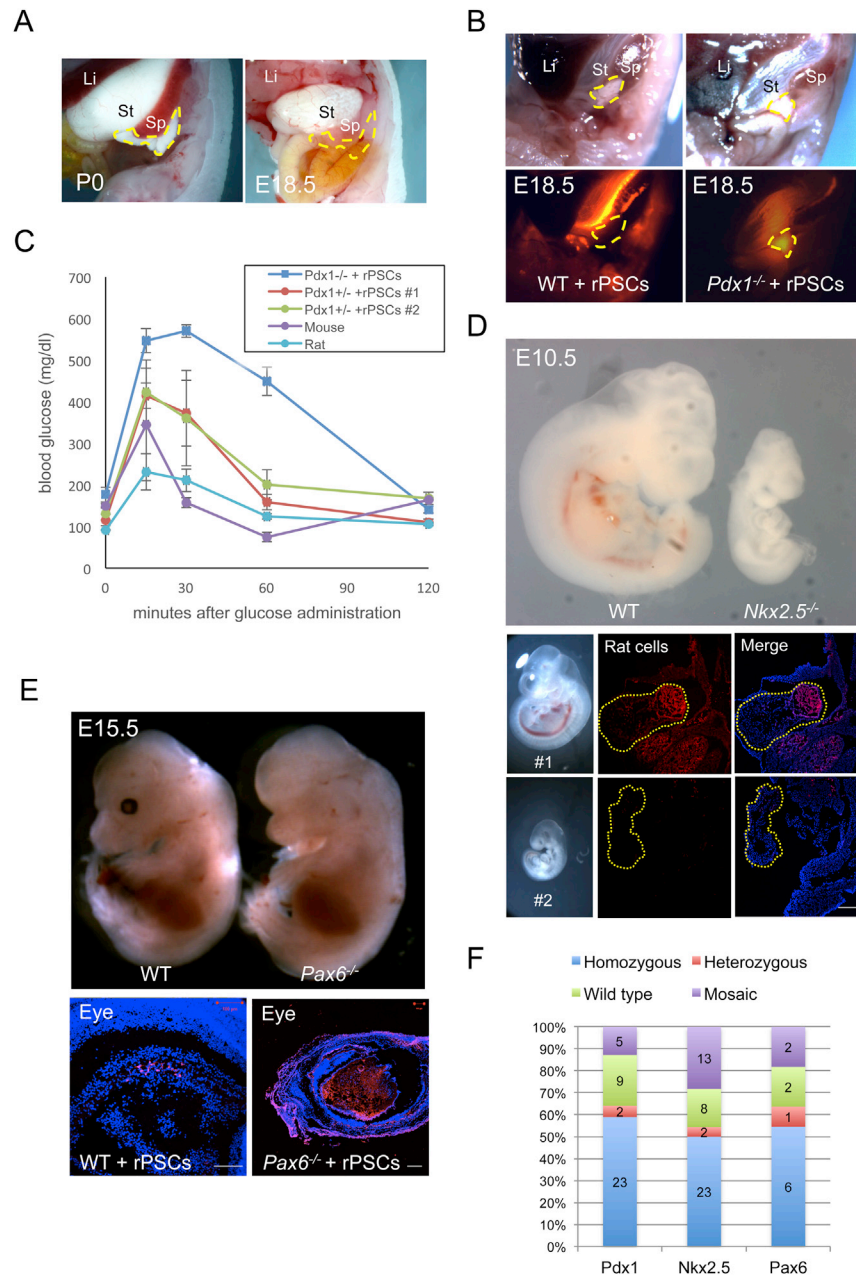 A
Li
St
Sp
P0
Li
St
Sp
E18.5
B
Li
St
Sp
St
Sp
E18.5
WT + rPSCs
E18.5
Pdx1-/- + rPSCs
C
700
600
500
400
300
200
100
0
blood glucose (mg/dl)
Pdx1-/- + rPSCs
Pdx1+/- +rPSCs #1
Pdx1+/- +rPSCs #2
Mouse
Rat
0 30 60 90 120
minutes after glucose administration
D
E10.5
WT
Nkx2.5-/-
#1
Rat cells
Merge
#2
E
E15.5
WT
Pax6-/-
Eye
WT + rPSCs
Eye
Pax6-/- + rPSCs
F
Homozygous
Heterozygous
Wild type
Mosaic
100%
90%
80%
70%
60%
50%
40%
30%
20%
10%
0%
5
9
2
23
13
8
2
23
2
2
1
6
Pdx1 Nkx2.5 Pax6